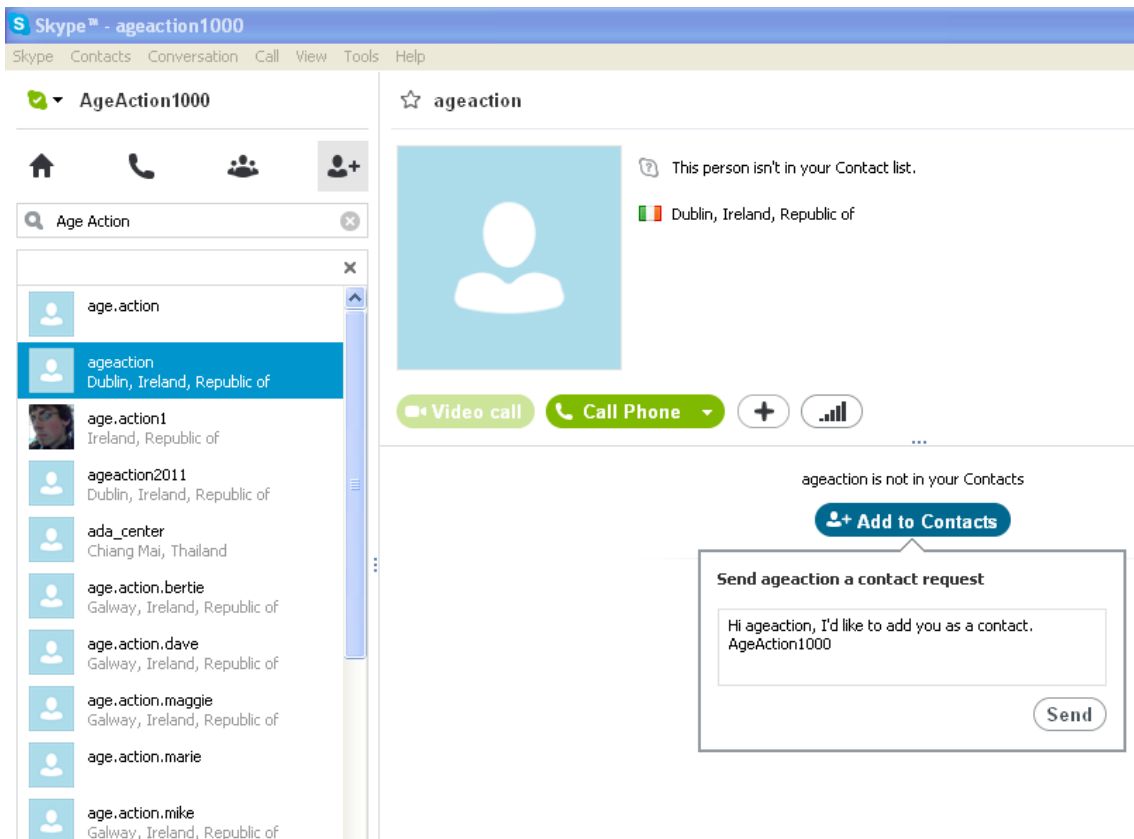 Skype™ - ageaction1000
Skype Contacts Conversation Call View Tools Help
AgeAction1000
Age Action
age.action
ageaction
Dublin, Ireland, Republic of
age.action1
Ireland, Republic of
ageaction2011
Dublin, Ireland, Republic of
ada_center
Chiang Mai, Thailand
age.action.bertie
Galway, Ireland, Republic of
age.action.dave
Galway, Ireland, Republic of
age.action.maggie
Galway, Ireland, Republic of
age.action.marie
age.action.mike
Galway, Ireland, Republic of
ageaction
This person isn't in your Contact list.
Dublin, Ireland, Republic of
Video call
Call Phone
ageaction is not in your Contacts
Add to Contacts
Send ageaction a contact request
Hi ageaction, I'd like to add you as a contact.
AgeAction1000
Send